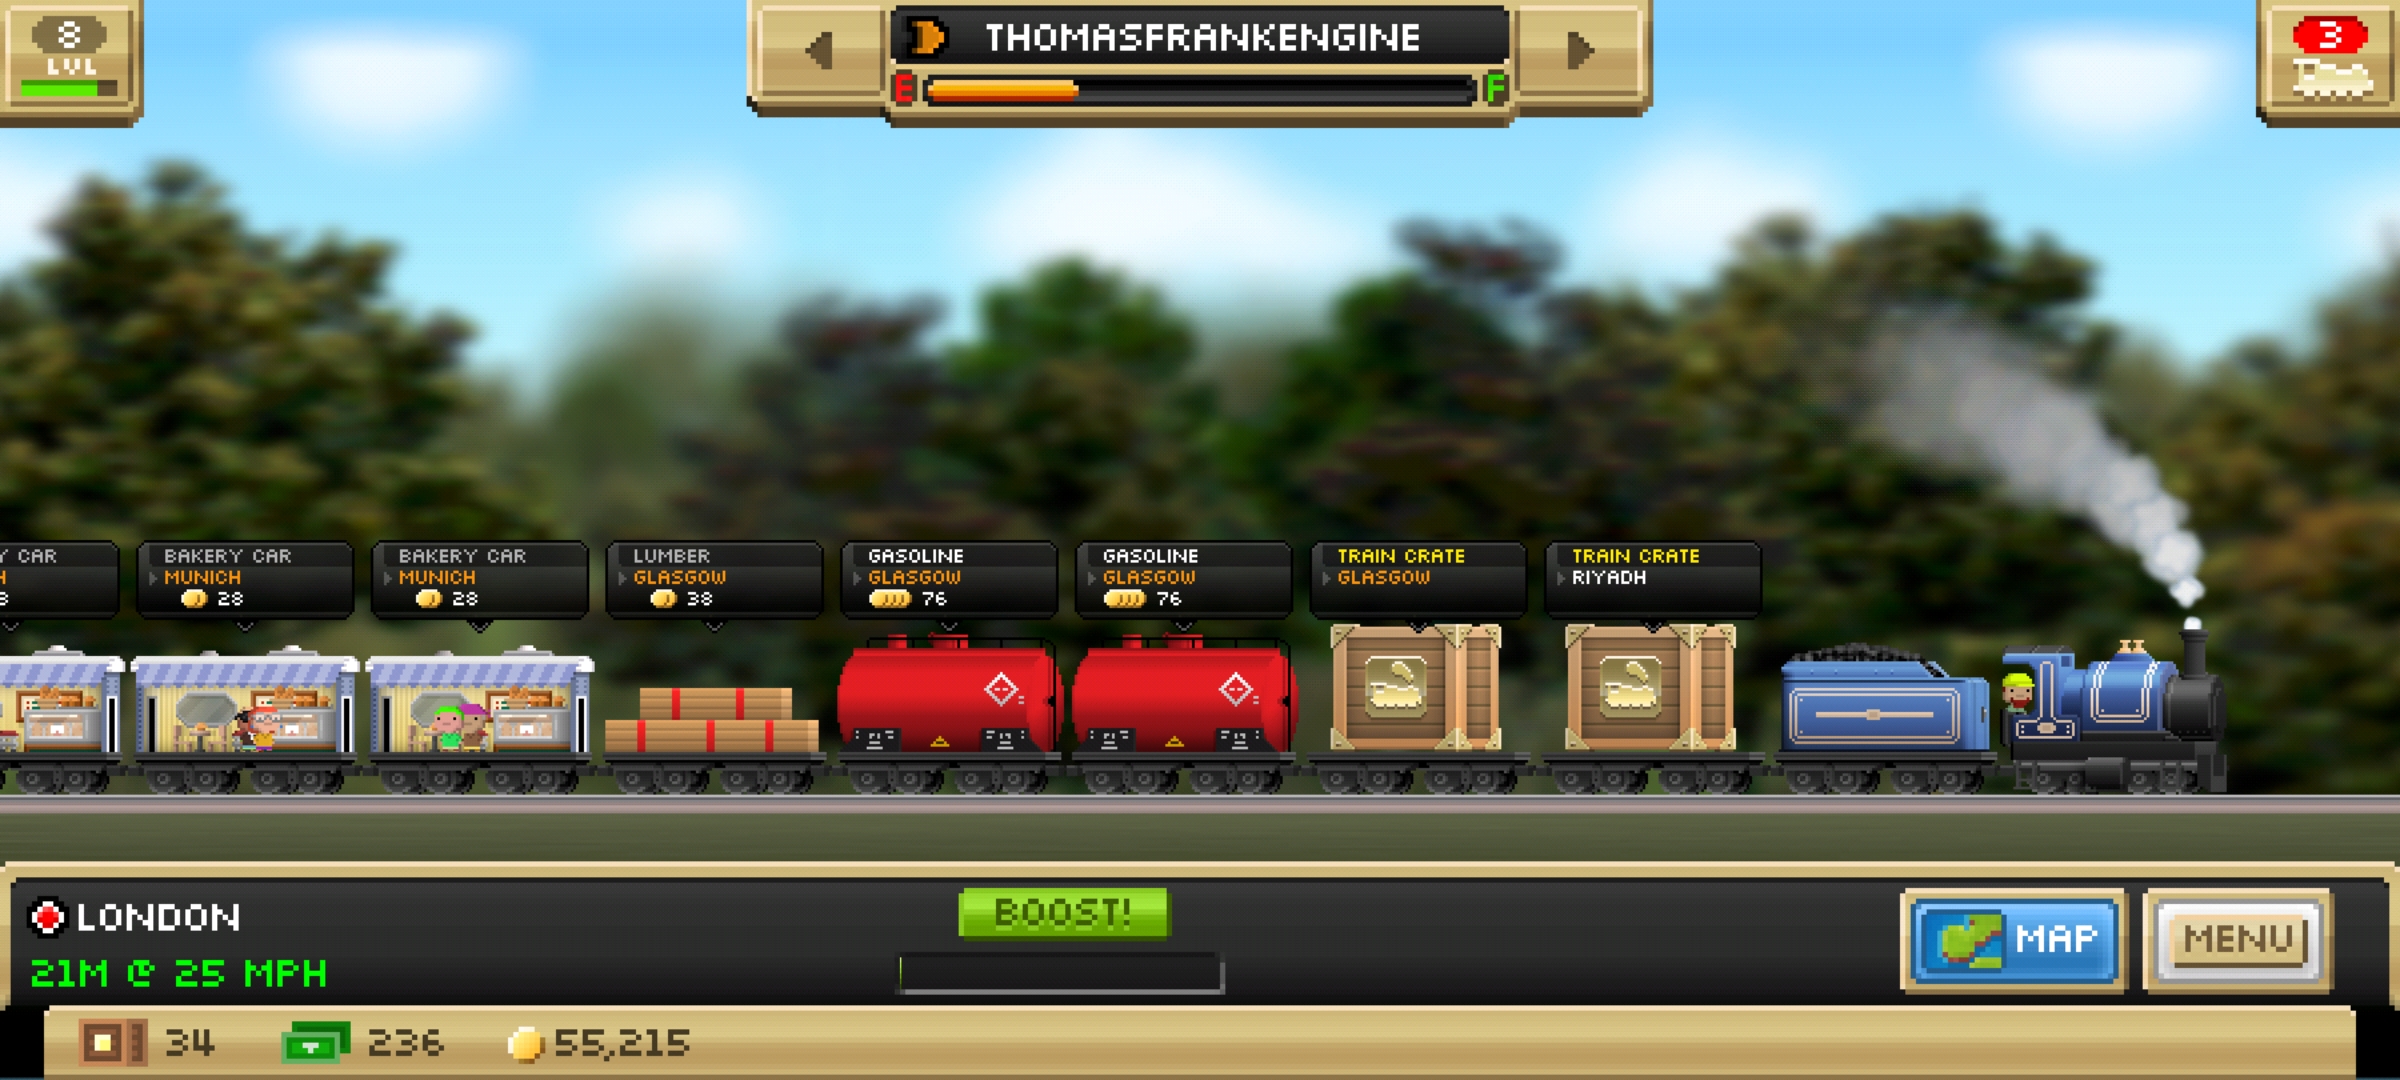 8
LVL
THOMASFRANKENGINE
E
F
3
Y CAR
BAKERY CAR
MUNICH
28
BAKERY CAR
MUNICH
28
LUMBER
GLASGOW
38
GASOLINE
GLASGOW
76
GASOLINE
GLASGOW
76
TRAIN CRATE
GLASGOW
TRAIN CRATE
RIYADH
LONDON
21M @ 25 MPH
BOOST!
MAP
MENU
34
236
55,215